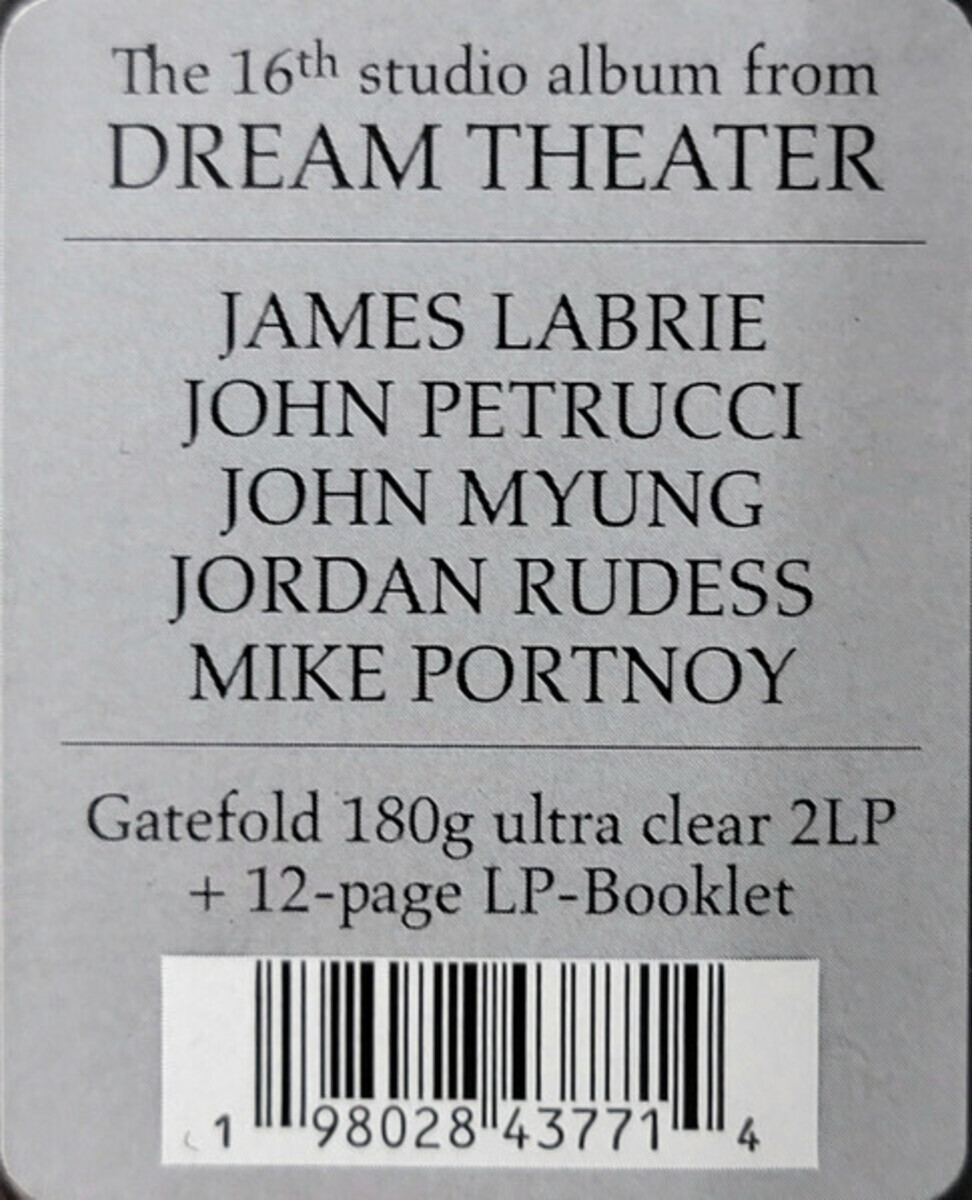 The 16th studio album from
DREAM THEATER
JAMES LABRIE
JOHN PETRUCCI
JOHN MYUNG
JORDAN RUDESS
MIKE PORTNOY
Gatefold 180g ultra clear 2LP
+ 12-page LP-Booklet
1 98028 43771 4